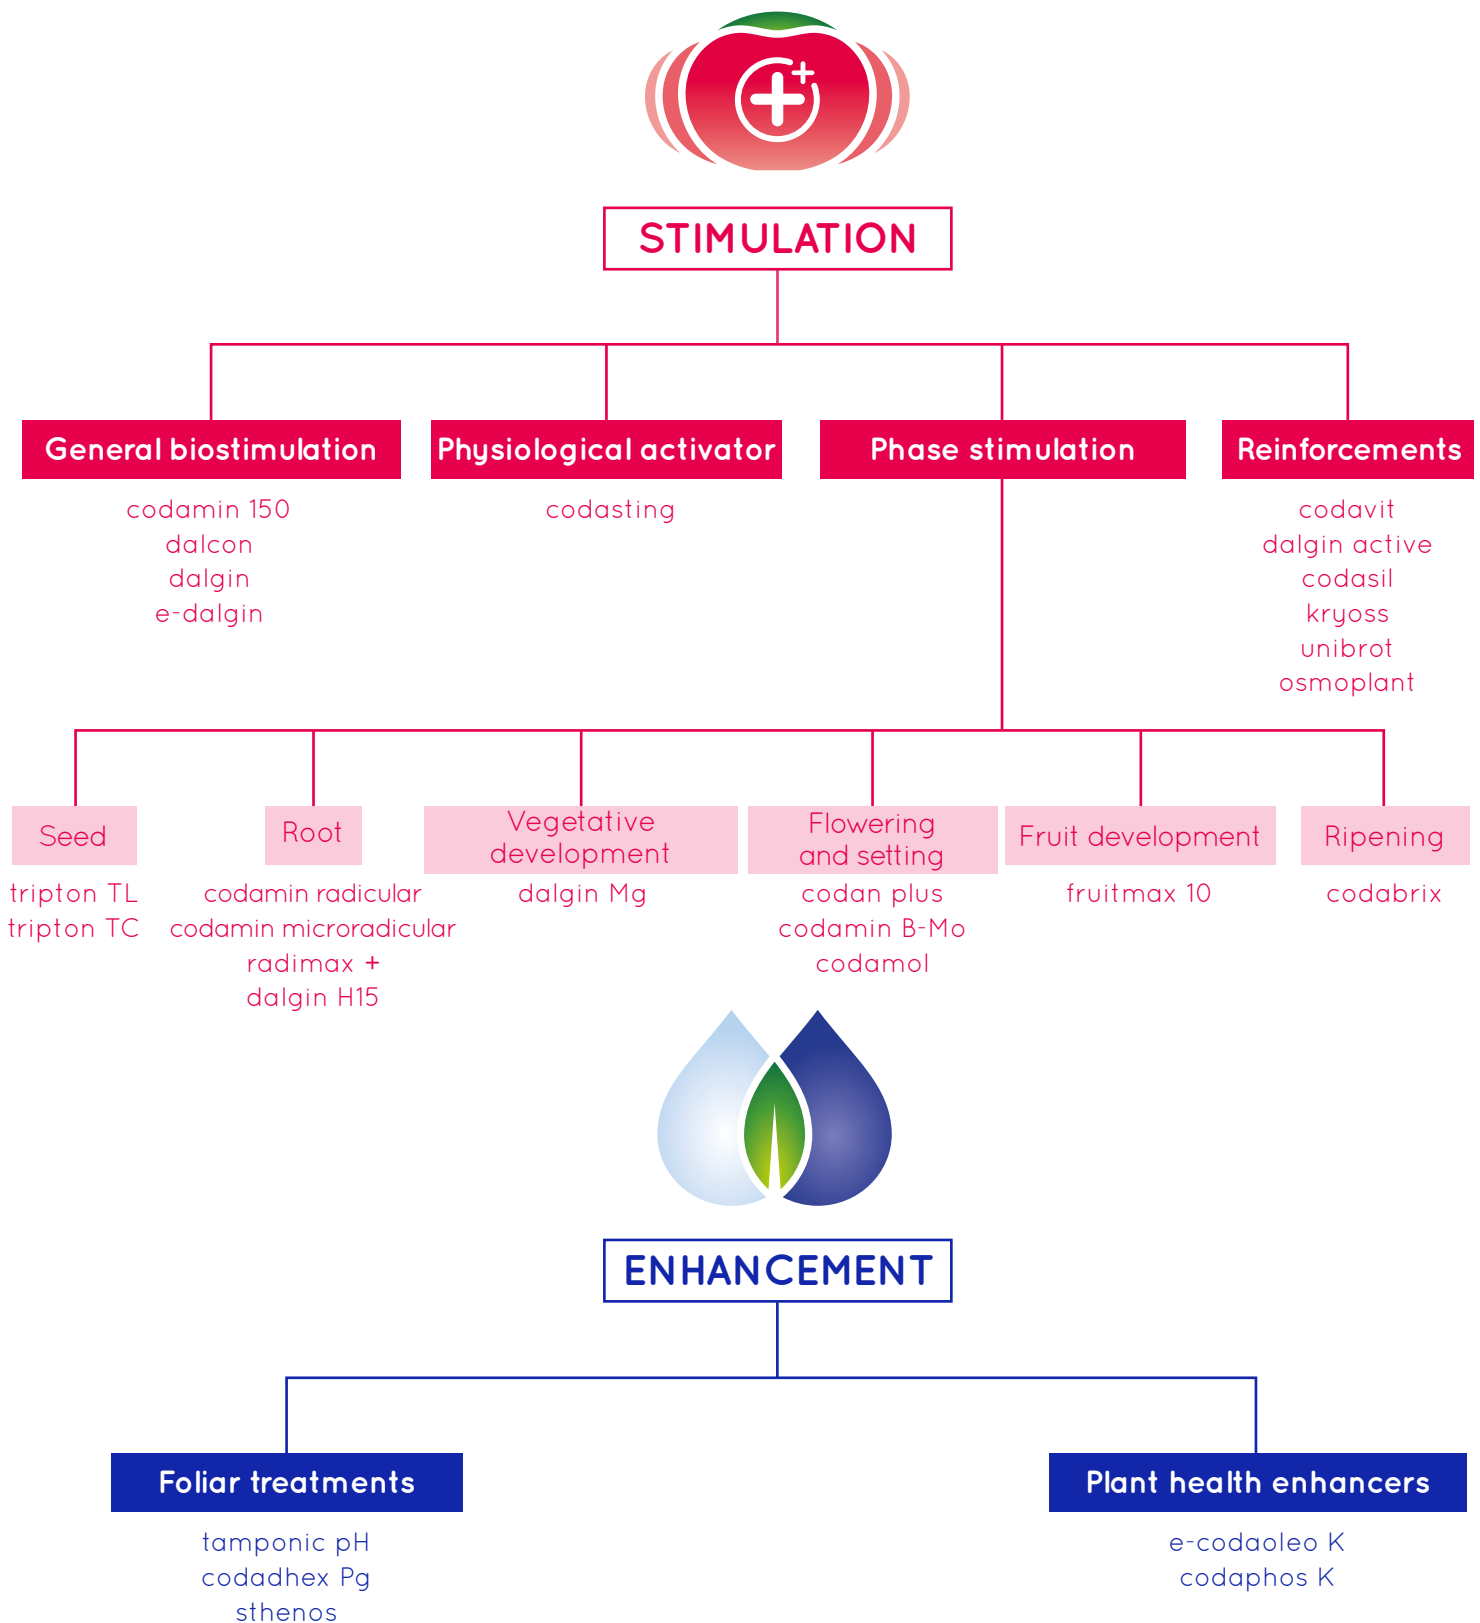 STIMULATION
General biostimulation
codamin 150
dalcon
dalgin
e-dalgin
Physiological activator
codasting
Phase stimulation
Reinforcements
codavit
dalgin active
codasil
kryoss
unibrot
osmoplant
Seed
tripton TL
tripton TC
Root
codamin radicular
codamin microradicular
radimax +
dalgin H15
Vegetative
development
dalgin Mg
Flowering
and setting
codan plus
codamin B-Mo
codamol
Fruit development
fruitmax 10
Ripening
codabrix
ENHANCEMENT
Foliar treatments
tamponic pH
codadhex Pg
sthenos
Plant health enhancers
e-codaoleo K
codaphos K